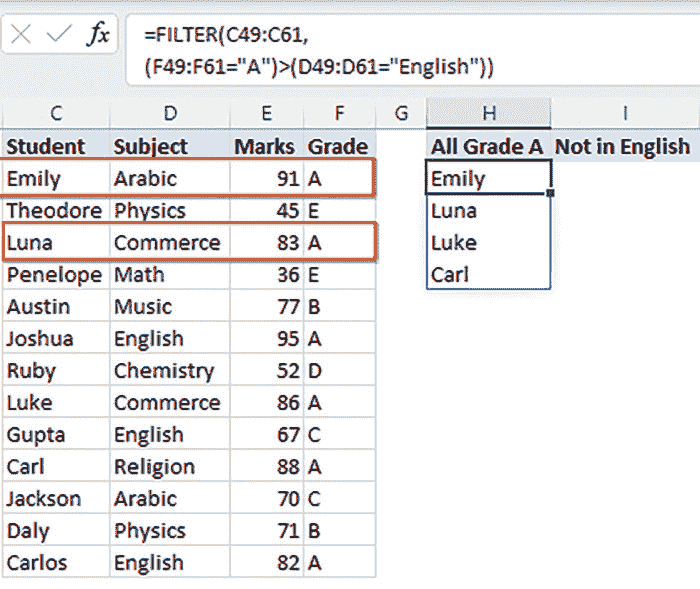 fx
=FILTER(C49:C61,
(F49:F61="A")>(D49:D61="English"))
C D E F G H I
Student Subject Marks Grade All Grade A Not in English
Emily Arabic 91 A Emily
Theodore Physics 45 E Luna
Luna Commerce 83 A Luke
Penelope Math 36 E Carl
Austin Music 77 B
Joshua English 95 A
Ruby Chemistry 52 D
Luke Commerce 86 A
Gupta English 67 C
Carl Religion 88 A
Jackson Arabic 70 C
Daly Physics 71 B
Carlos English 82 A